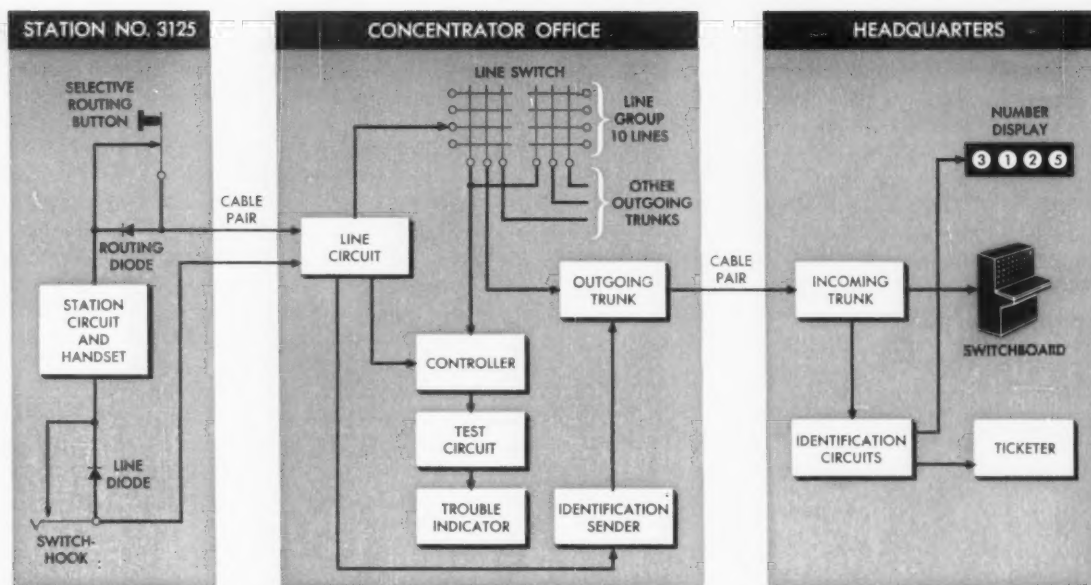 STATION NO. 3125
CONCENTRATOR OFFICE
HEADQUARTERS
SELECTIVE
ROUTING
BUTTON
ROUTING
DIODE
STATION
CIRCUIT
AND
HANDSET
LINE
DIODE
SWITCH-
HOOK
CABLE
PAIR
LINE SWITCH
LINE
GROUP
10 LINES
OTHER
OUTGOING
TRUNKS
LINE
CIRCUIT
OUTGOING
TRUNK
CONTROLLER
TEST
CIRCUIT
TROUBLE
INDICATOR
IDENTIFICATION
SENDER
CABLE
PAIR
NUMBER
DISPLAY
3 1 2 5
INCOMING
TRUNK
SWITCHBOARD
IDENTIFICATION
CIRCUITS
TICKETER